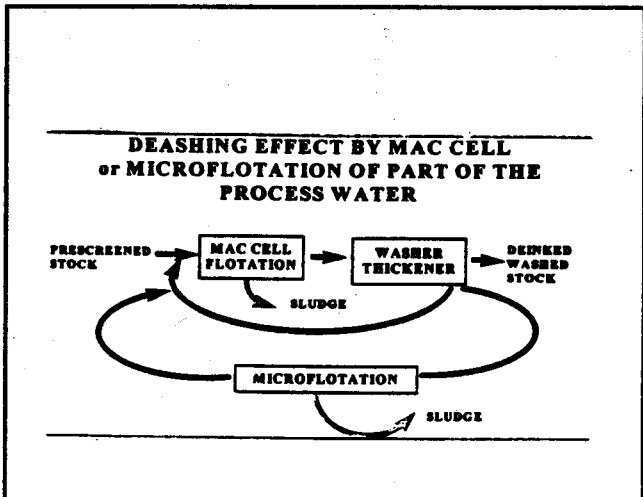 DEASHING EFFECT BY MAC CELL
or MICROFLOTATION OF PART OF THE
PROCESS WATER
PRESCREENED
STOCK
MAC CELL
FLOTATION
WASHER
THICKENER
DEINKED
WASHED
STOCK
SLUDGE
MICROFLOTATION
SLUDGE